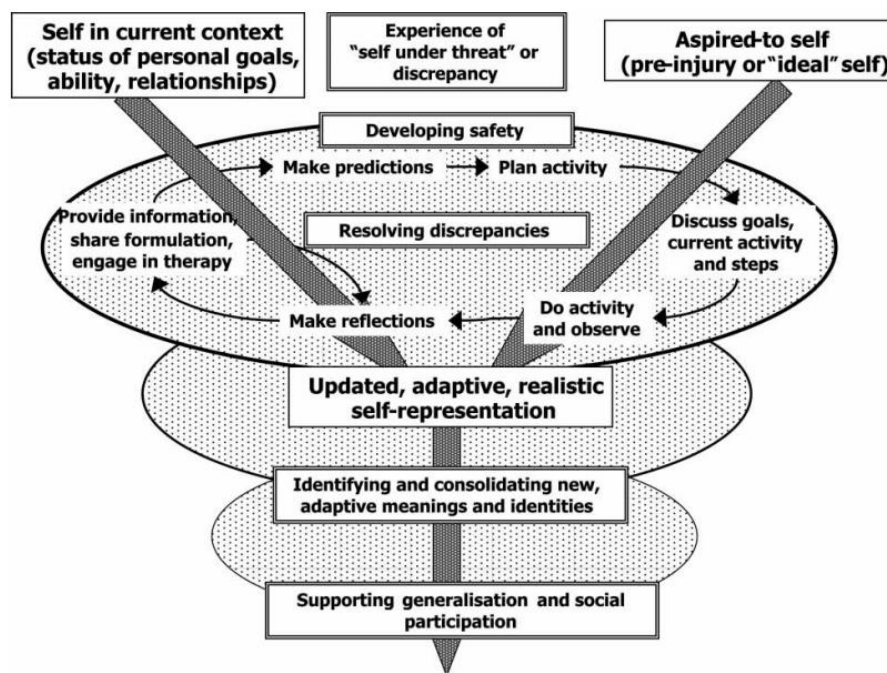 Self in current context
(status of personal goals,
ability, relationships)
Experience of
“self under threat” or
discrepancy
Aspired-to self
(pre-injury or “ideal” self)
Developing safety
Make predictions
Plan activity
Provide information,
share formulation,
engage in therapy
Resolving discrepancies
Discuss goals,
current activity
and steps
Make reflections
Do activity
and observe
Updated, adaptive, realistic
self-representation
Identifying and consolidating new,
adaptive meanings and identities
Supporting generalisation and social
participation